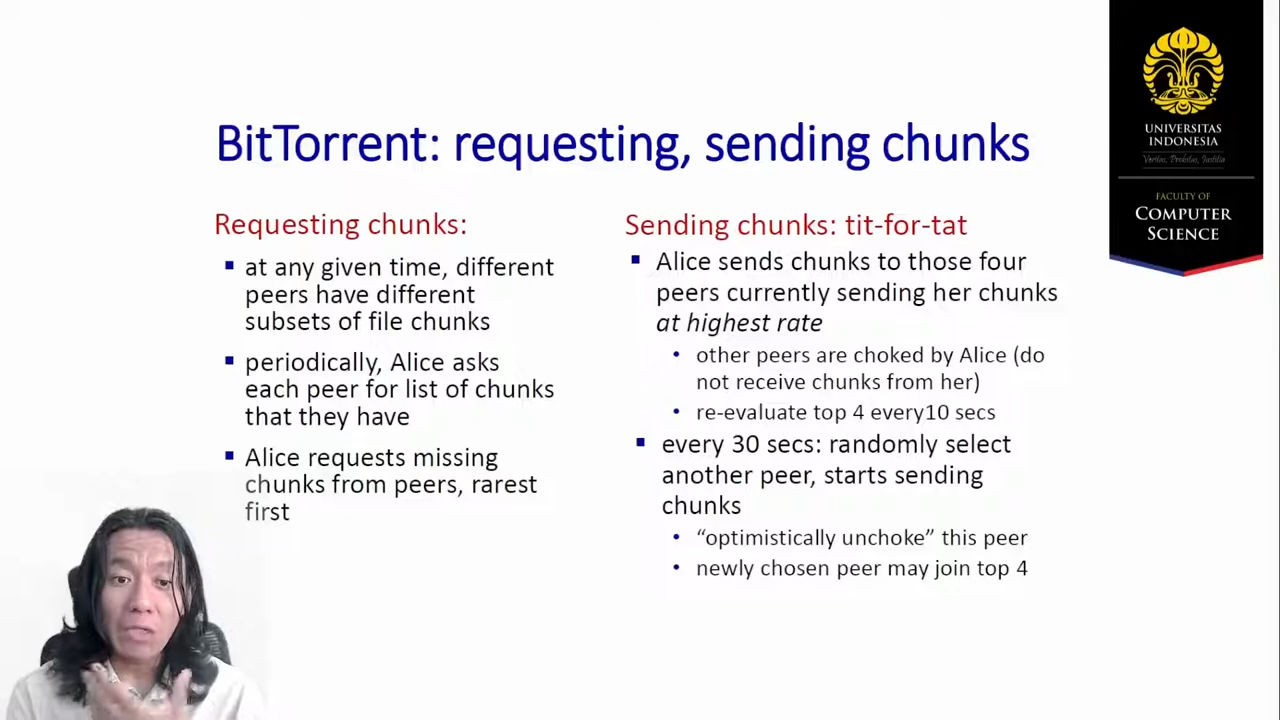 BitTorrent: requesting, sending chunks
Requesting chunks:
at any given time, different
peers have different
subsets of file chunks
periodically, Alice asks
each peer for list of chunks
that they have
Alice requests missing
chunks from peers, rarest
first
Sending chunks: tit-for-tat
Alice sends chunks to those four
peers currently sending her chunks
at highest rate
other peers are choked by Alice (do
not receive chunks from her)
re-evaluate top 4 every10 secs
every 30 secs: randomly select
another peer, starts sending
chunks
“optimistically unchoke” this peer
newly chosen peer may join top 4
UNIVERSITAS
INDONESIA
Veritas, Probitas, Iustitia
FACULTY OF
COMPUTER
SCIENCE